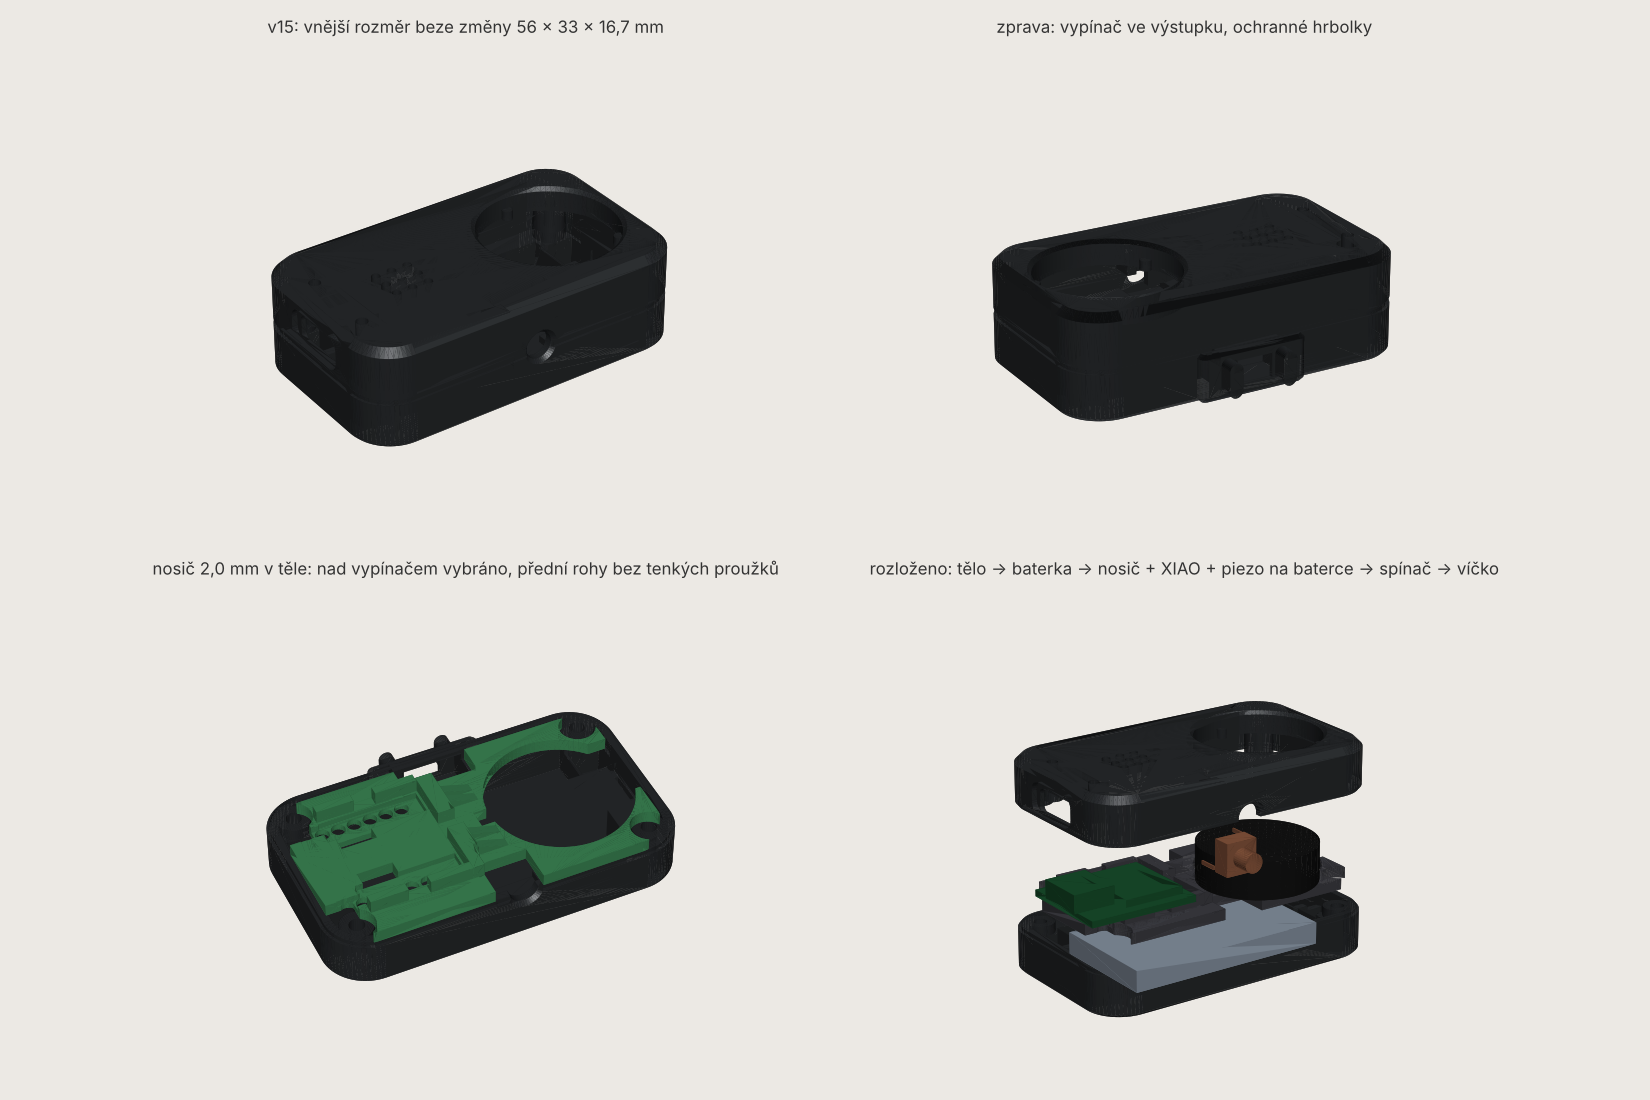 v15: vnější rozměr beze změny 56 × 33 × 16,7 mm
zprava: vypínač ve výstupku, ochranné hrbolky
nosič 2,0 mm v těle: nad vypínačem vybráno, přední rohy bez tenkých proužků
rozloženo: tělo → baterka → nosič + XIAO + piezo na baterce → spínač → víčko